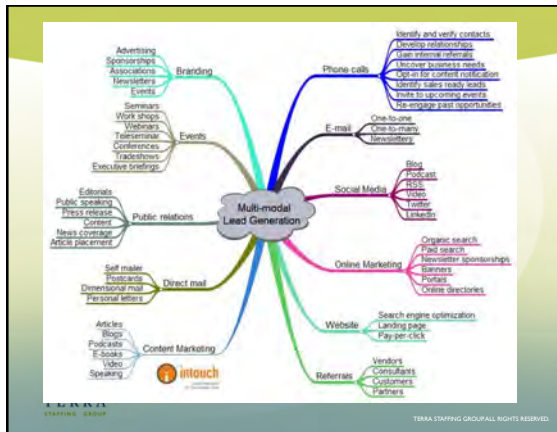 Advertising
Sponsorships
Associations
Newsletters
Events
Branding
Seminars
Work shops
Webinars
Teleseminar
Conferences
Tradeshows
Executive briefings
Events
Editorials
Public speaking
Press release
Content
News coverage
Article placement
Public relations
Self mailer
Postcards
Dimensional mail
Personal letters
Direct mail
Articles
Blogs
Podcasts
E-books
Video
Speaking
Content Marketing
Multi-modal
Lead Generation
Phone calls
Identify and verify contacts
Develop relationships
Gain internal referrals
Uncover business needs
Opt-in for content notification
Identify sales ready leads
Invite to upcoming events
Re-engage past opportunities
E-mail
One-to-one
One-to-many
Newsletters
Social Media
Blog
Podcast
RSS
Video
Twitter
LinkedIn
Online Marketing
Organic search
Paid search
Newsletter sponsorships
Banners
Portals
Online directories
Website
Search engine optimization
Landing page
Pay-per-click
Referrals
Vendors
Consultants
Customers
Partners
intouch
TERRA
STAFFING GROUP
TERRA STAFFING GROUP.ALL RIGHTS RESERVED.